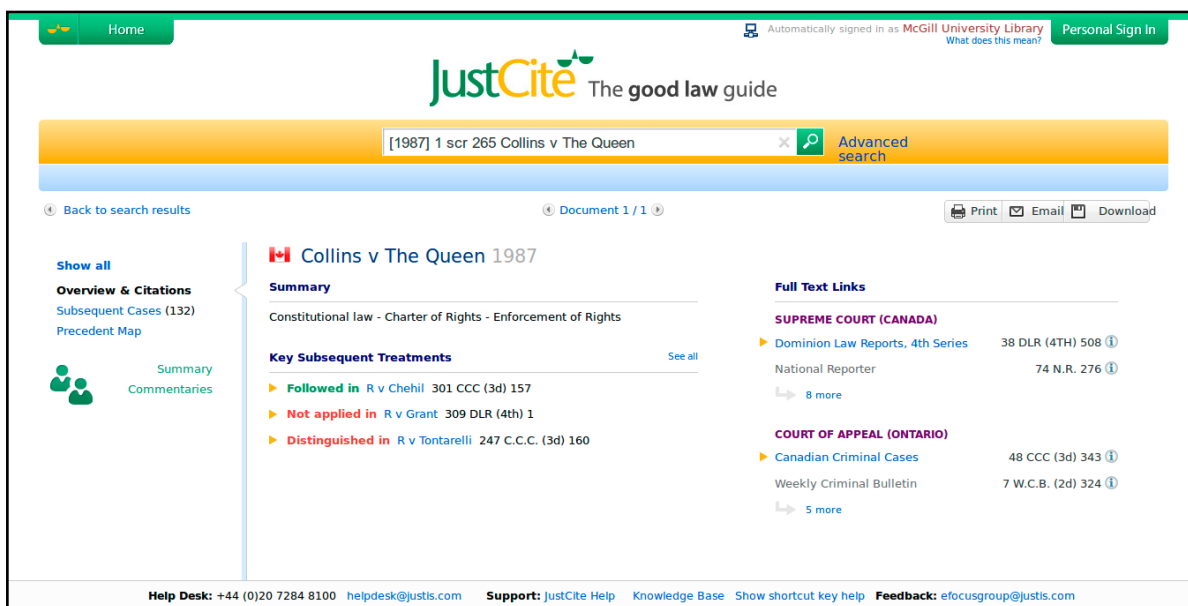 Home
Automatically signed in as McGill University Library
What does this mean?
Personal Sign In
JustCite The good law guide
[1987] 1 scr 265 Collins v The Queen
Advanced search
Back to search results
Document 1 / 1
Print Email Download
Show all
Overview & Citations
Subsequent Cases (132)
Precedent Map
Summary
Commentaries
Collins v The Queen 1987
Summary
Constitutional law - Charter of Rights - Enforcement of Rights
Key Subsequent Treatments See all
Followed in R v Chehil 301 CCC (3d) 157
Not applied in R v Grant 309 DLR (4th) 1
Distinguished in R v Tontarelli 247 C.C.C. (3d) 160
Full Text Links
SUPREME COURT (CANADA)
Dominion Law Reports, 4th Series 38 DLR (4TH) 508
National Reporter 74 N.R. 276
8 more
COURT OF APPEAL (ONTARIO)
Canadian Criminal Cases 48 CCC (3d) 343
Weekly Criminal Bulletin 7 W.C.B. (2d) 324
5 more
Help Desk: +44 (0)20 7284 8100 helpdesk@justis.com Support: JustCite Help Knowledge Base Show shortcut key help Feedback: efocusgroup@justis.com